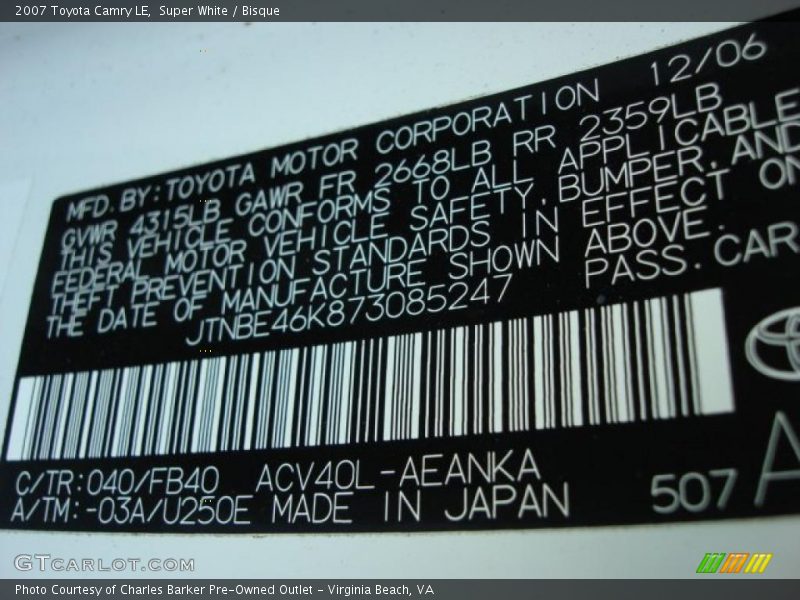 2007 Toyota Camry LE, Super White / Bisque
MFD. BY: TOYOTA MOTOR CORPORATION 12/06
GVWR 4315LB GAWR FR 2668LB RR 2359LB
THIS VEHICLE CONFORMS TO ALL APPLICABLE
FEDERAL MOTOR VEHICLE SAFETY, BUMPER, AND
THEFT PREVENTION STANDARDS IN EFFECT ON
THE DATE OF MANUFACTURE SHOWN ABOVE.
JTNBE46K873085247 PASS. CAR
C/TR: 040/FB40 ACV40L-AEANKA
A/TM: -03A/U250E MADE IN JAPAN 507 A
GTCARLOT.COM
Photo Courtesy of Charles Barker Pre-Owned Outlet - Virginia Beach, VA